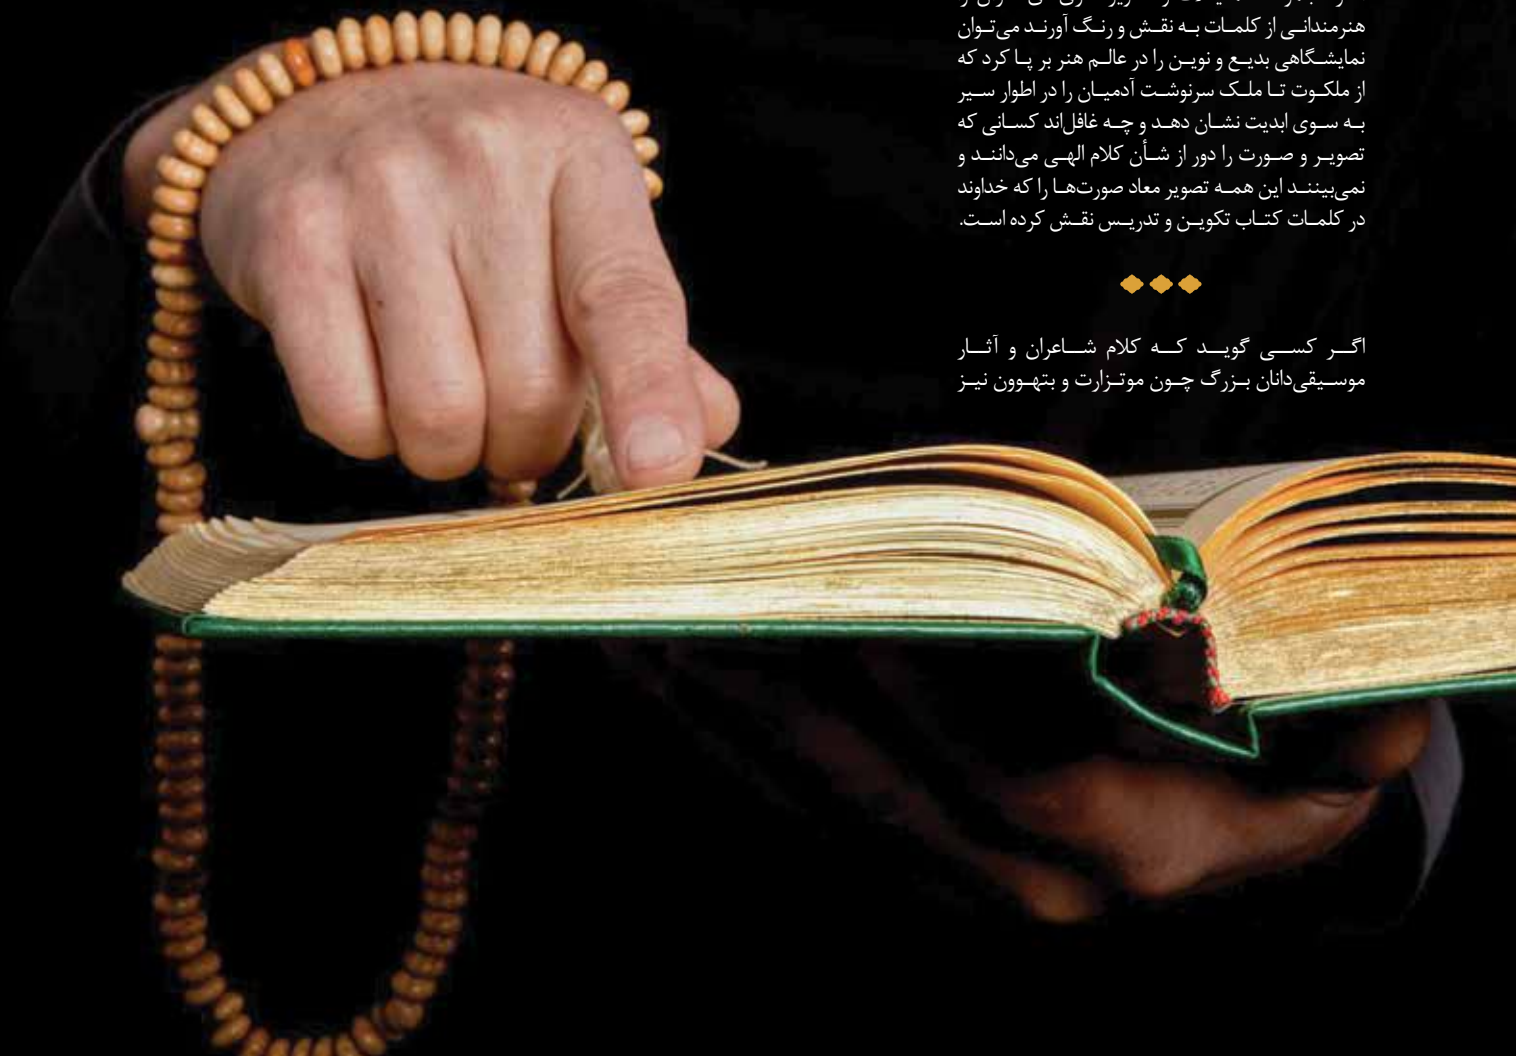 هنرمندانی از کلمات به نقش و رنگ آورند می‌توان
نمایشگاهی بدیع و نوین را در عالم هنر بر پا کرد که
از ملکوت تا ملک سرنوشت آدمیان را در اطوار سیر
به سوی ابدیت نشان دهد و چه غافل‌اند کسانی که
تصویر و صورت را دور از شأن کلام الهی می‌دانند و
نمی‌بینند این همه تصویر معاد صورت‌ها را که خداوند
در کلمات کتاب تکوین و تدریس نقش کرده است.
اگر کسی گوید که کلام شاعران و آثار
موسیقی‌دانان بزرگ چون موتزارت و بتهوون نیز